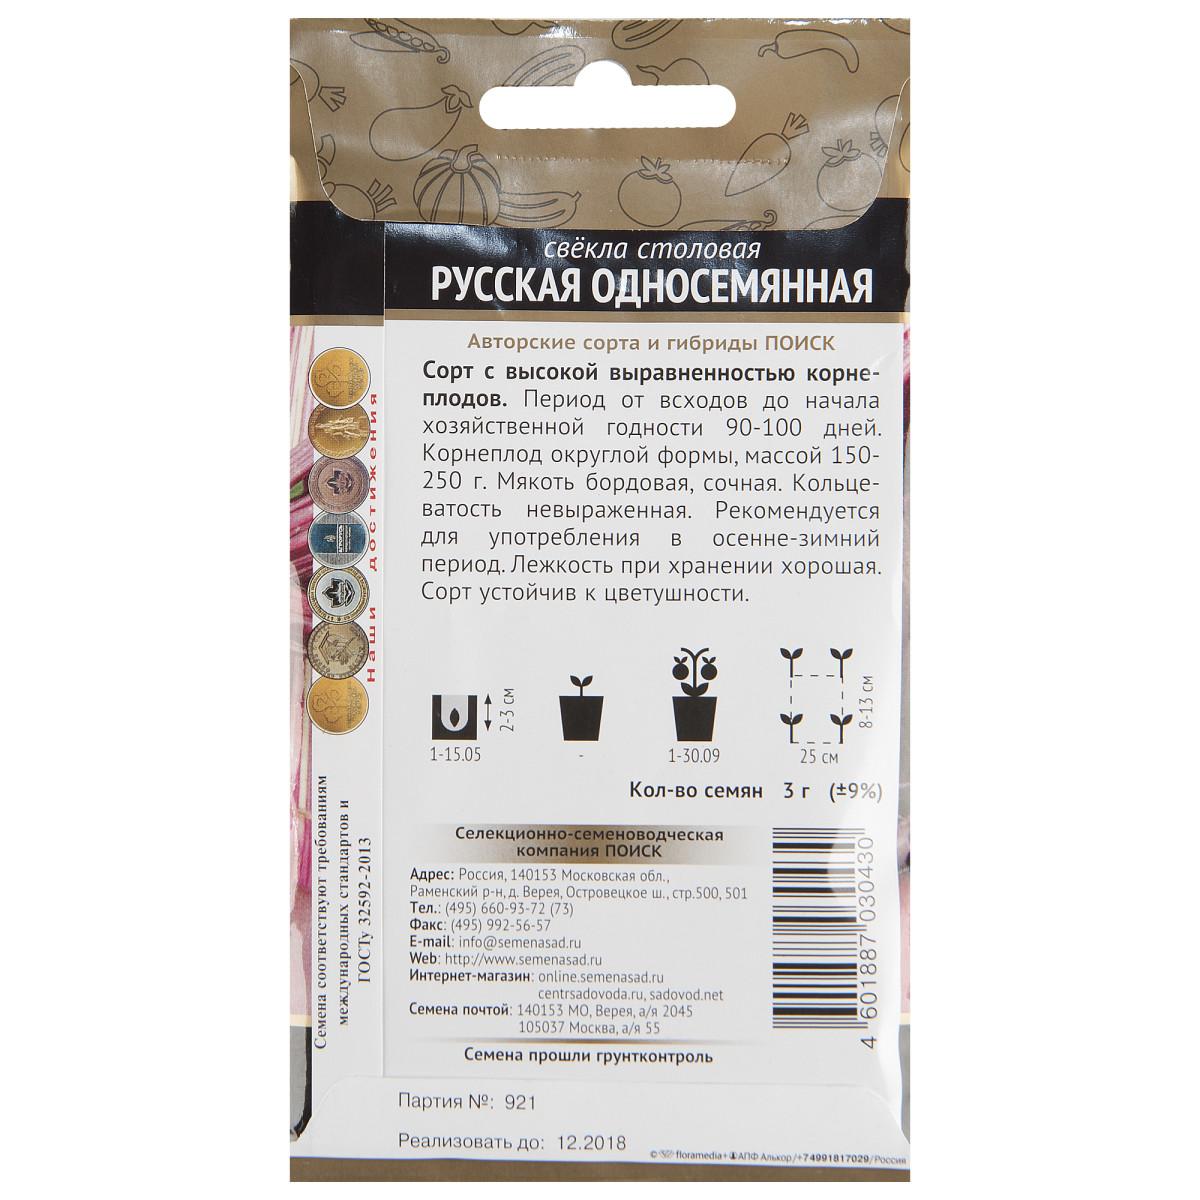 свёкла столовая
РУССКАЯ ОДНОСЕМЯННАЯ
Авторские сорта и гибриды ПОИСК
Сорт с высокой выравненностью корне-
плодов. Период от всходов до начала
хозяйственной годности 90-100 дней.
Корнеплод округлой формы, массой 150-
250 г. Мякоть бордовая, сочная. Кольце-
ватость невыраженная. Рекомендуется
для употребления в осенне-зимний
период. Лежкость при хранении хорошая.
Сорт устойчив к цветушности.
2-3 см
8-13 см
1-15.05
-
1-30.09
25 см
Кол-во семян 3 г (±9%)
Селекционно-семеноводческая
компания ПОИСК
Адрес: Россия, 140153 Московская обл.,
Раменский р-н, д. Верея, Островецкое ш., стр.500, 501
Тел.: (495) 660-93-72 (73)
Факс: (495) 992-56-57
E-mail: info@semenasad.ru
Web: http://www.semenasad.ru
Интернет-магазин: online.semenasad.ru
centrsadovoda.ru, sadovod.net
Семена почтой: 140153 МО, Верея, а/я 2045
105037 Москва, а/я 55
Семена прошли грунтконтроль
4 601887 030430
Наши достижения
Семена соответствуют требованиям
международных стандартов и
ГОСТу 32592-2013
Партия №: 921
Реализовать до: 12.2018
© floramedia+ АПФ Алькор/+74991817029/Россия